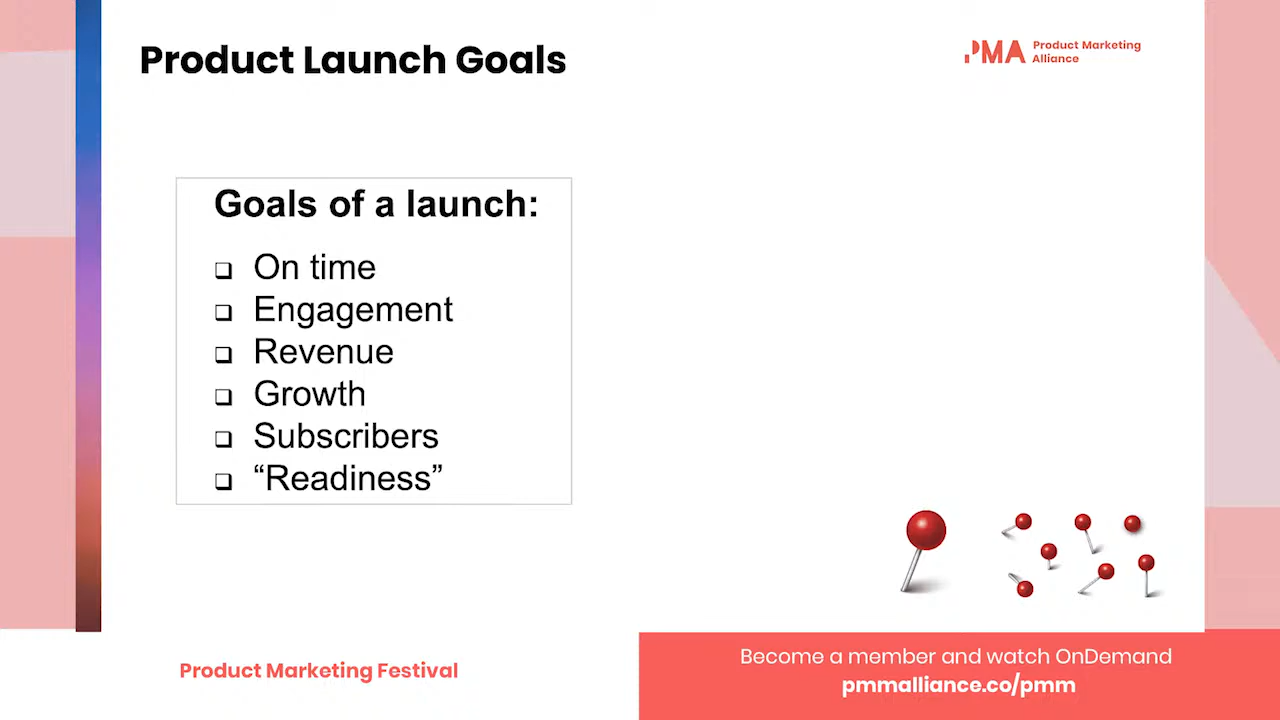 Product Launch Goals
PMA Product Marketing
Alliance
Goals of a launch:
❑ On time
❑ Engagement
❑ Revenue
❑ Growth
❑ Subscribers
❑ “Readiness”
Product Marketing Festival
Become a member and watch OnDemand
pmmalliance.co/pmm